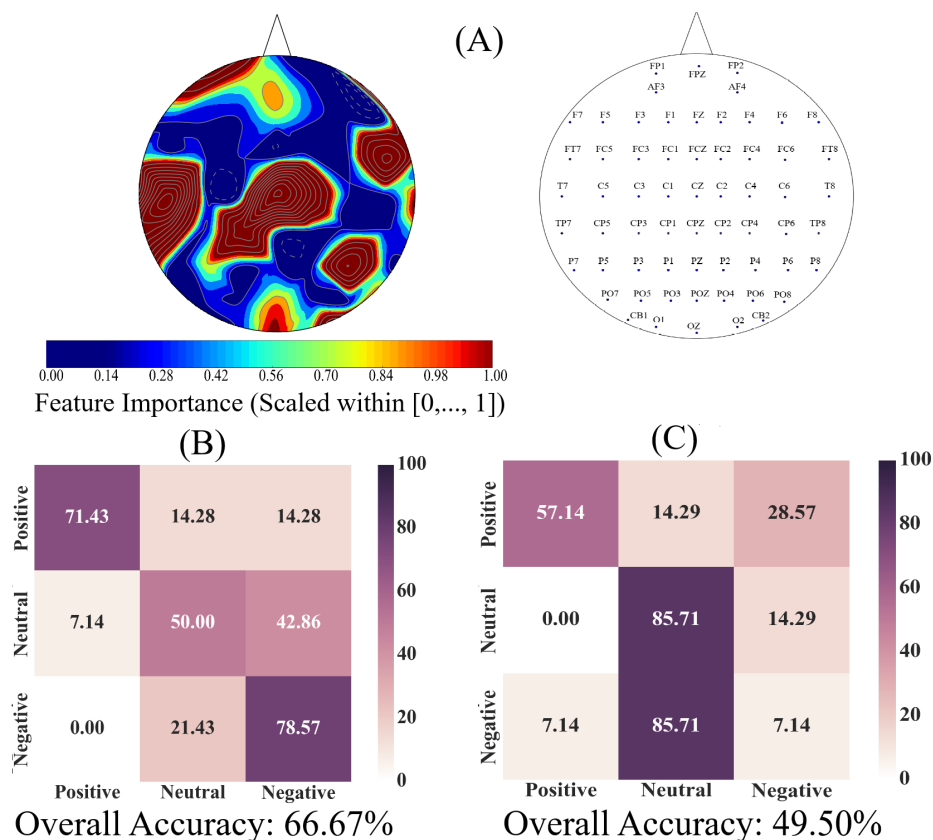 (A)
FP1 FPZ FP2
AF3 AF4
F7 F5 F3 F1 FZ F2 F4 F6 F8
FT7 FC5 FC3 FC1 FCZ FC2 FC4 FC6 FT8
T7 C5 C3 C1 CZ C2 C4 C6 T8
TP7 CP5 CP3 CP1 CPZ CP2 CP4 CP6 TP8
P7 P5 P3 P1 PZ P2 P4 P6 P8
PO7 PO5 PO3 POZ PO4 PO6 PO8
CB1 O1 OZ O2 CB2
0.00 0.14 0.28 0.42 0.56 0.70 0.84 0.98 1.00
Feature Importance (Scaled within [0,..., 1])
(B)
Positive 71.43 14.28 14.28
Neutral 7.14 50.00 42.86
Negative 0.00 21.43 78.57
Positive Neutral Negative
100
80
60
40
20
0
Overall Accuracy: 66.67%
(C)
Positive 57.14 14.29 28.57
Neutral 0.00 85.71 14.29
Negative 7.14 85.71 7.14
Positive Neutral Negative
100
80
60
40
20
0
Overall Accuracy: 49.50%